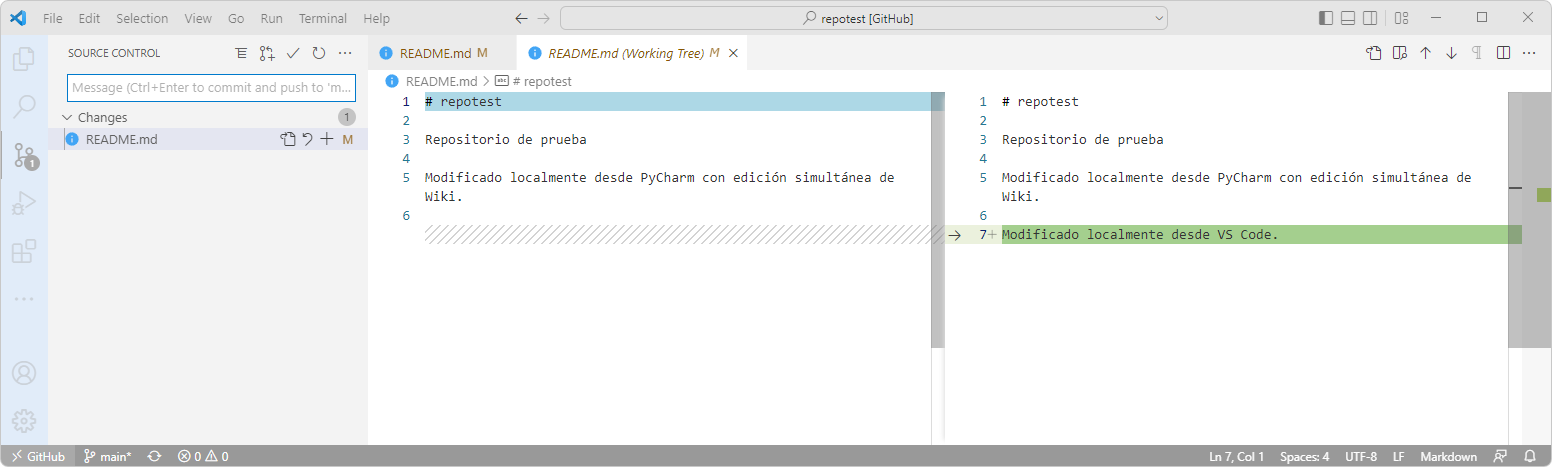 File Edit Selection View Go Run Terminal Help
repotest [GitHub]
SOURCE CONTROL
Message (Ctrl+Enter to commit and push to 'm...
Changes 1
README.md M
1
README.md M
README.md (Working Tree) M
README.md > # repotest
1 # repotest
2
3 Repositorio de prueba
4
5 Modificado localmente desde PyCharm con edición simultánea de
Wiki.
6
1 # repotest
2
3 Repositorio de prueba
4
5 Modificado localmente desde PyCharm con edición simultánea de
Wiki.
6
7+ Modificado localmente desde VS Code.
GitHub main* 0 0 Ln 7, Col 1 Spaces: 4 UTF-8 LF Markdown